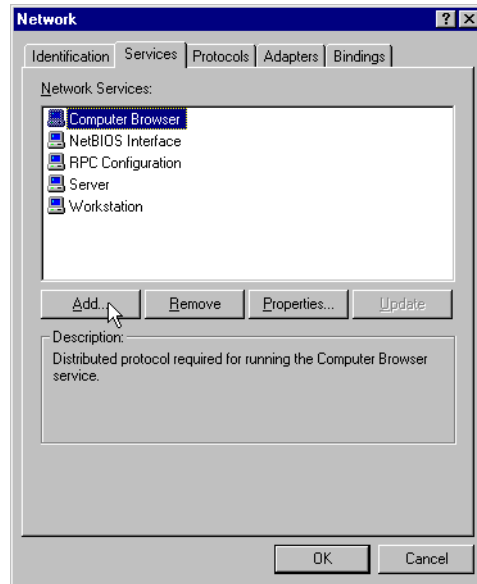 Network
Identification Services Protocols Adapters Bindings
Network Services:
Computer Browser
NetBIOS Interface
RPC Configuration
Server
Workstation
Add... Remove Properties... Update
Description:
Distributed protocol required for running the Computer Browser
service.
OK Cancel